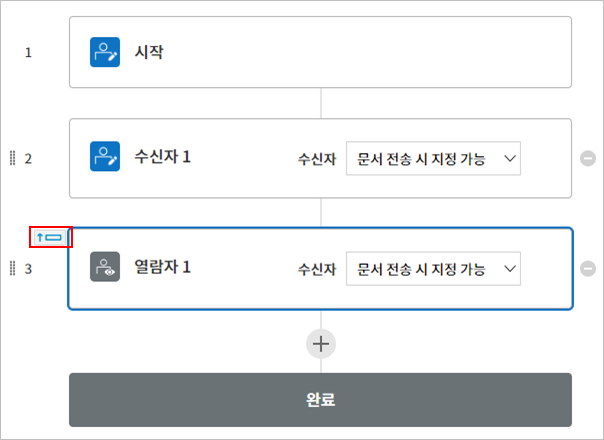 1 시작
2 수신자 1 수신자 문서 전송 시 지정 가능
3 열람자 1 수신자 문서 전송 시 지정 가능
완료